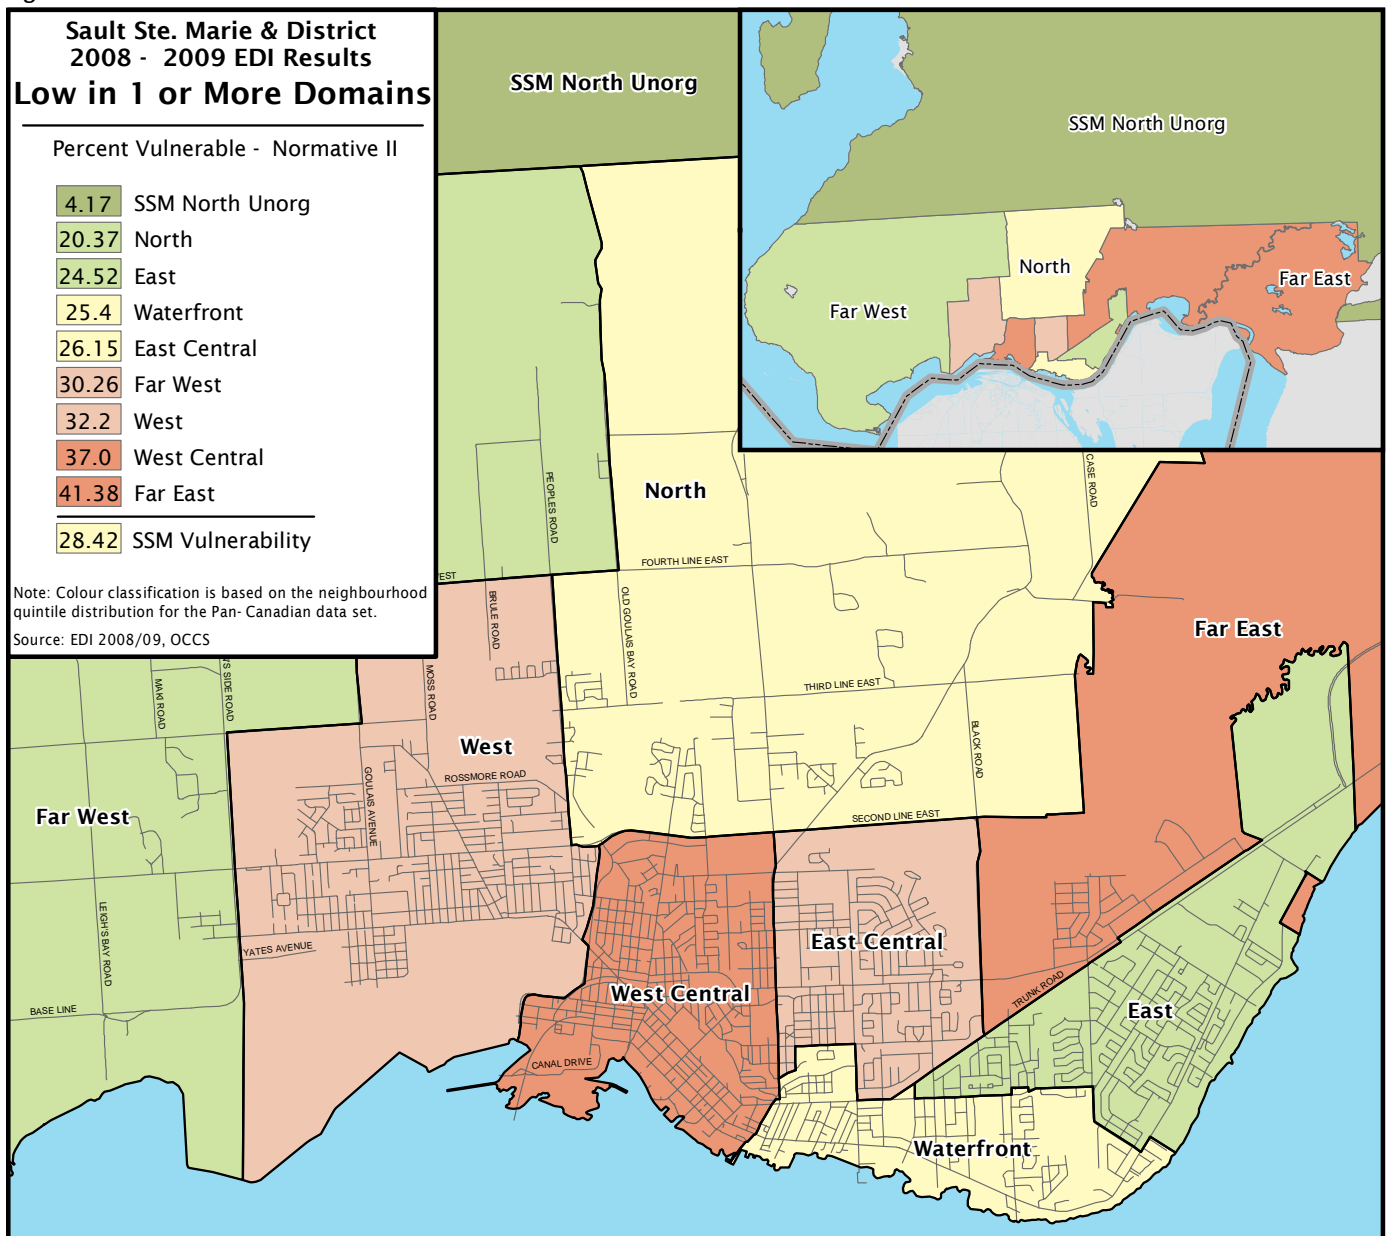 Sault Ste. Marie & District
2008 - 2009 EDI Results
Low in 1 or More Domains
Percent Vulnerable - Normative II
4.17 SSM North Unorg
20.37 North
24.52 East
25.4 Waterfront
26.15 East Central
30.26 Far West
32.2 West
37.0 West Central
41.38 Far East
28.42 SSM Vulnerability
Note: Colour classification is based on the neighbourhood
quintile distribution for the Pan- Canadian data set.
Source: EDI 2008/09, OCCS
SSM North Unorg
SSM North Unorg
North
Far East
Far West
North
PEOPLES ROAD
CASE ROAD
FOURTH LINE EAST
EST
BRULE ROAD
OLD GOULAIS BAY ROAD
Far East
MAKI ROAD
WS SIDE ROAD
MOSS ROAD
THIRD LINE EAST
BLACK ROAD
West
ROSSMORE ROAD
GOULAIS AVENUE
Far West
SECOND LINE EAST
LEIGH'S BAY ROAD
YATES AVENUE
East Central
West Central
TRUNK ROAD
East
BASE LINE
CANAL DRIVE
Waterfront